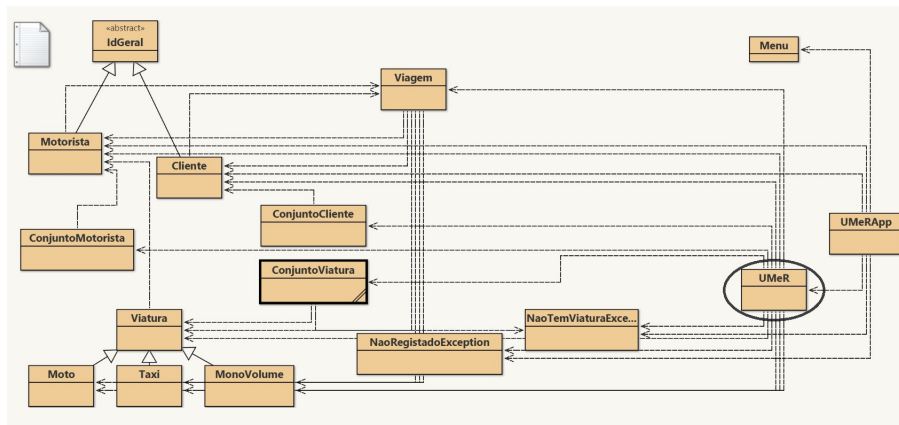 «abstract»
IdGeral
Menu
Viagem
Motorista
Cliente
ConjuntoCliente
UMeRApp
ConjuntoMotorista
ConjuntoViatura
UMeR
Viatura
NaoTemViaturaExce...
NaoRegistadoException
Moto
Taxi
MonoVolume